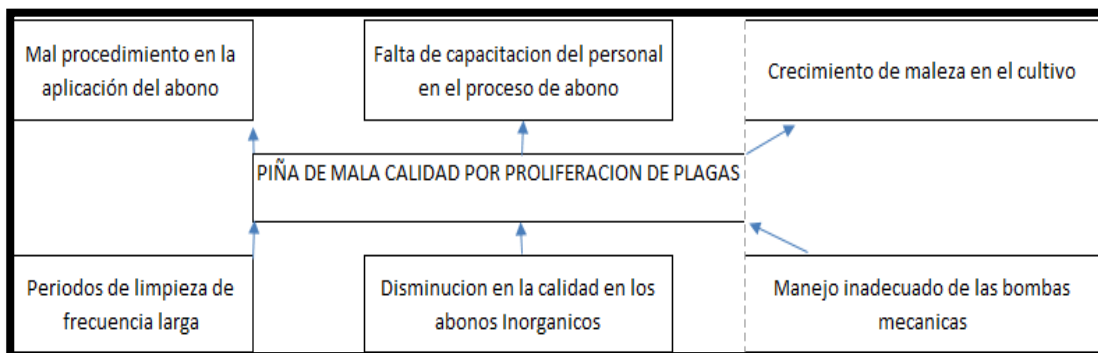 Mal procedimiento en la
aplicación del abono
Falta de capacitacion del personal
en el proceso de abono
Crecimiento de maleza en el cultivo
PIÑA DE MALA CALIDAD POR PROLIFERACION DE PLAGAS
Periodos de limpieza de
frecuencia larga
Disminucion en la calidad en los
abonos Inorganicos
Manejo inadecuado de las bombas
mecanicas